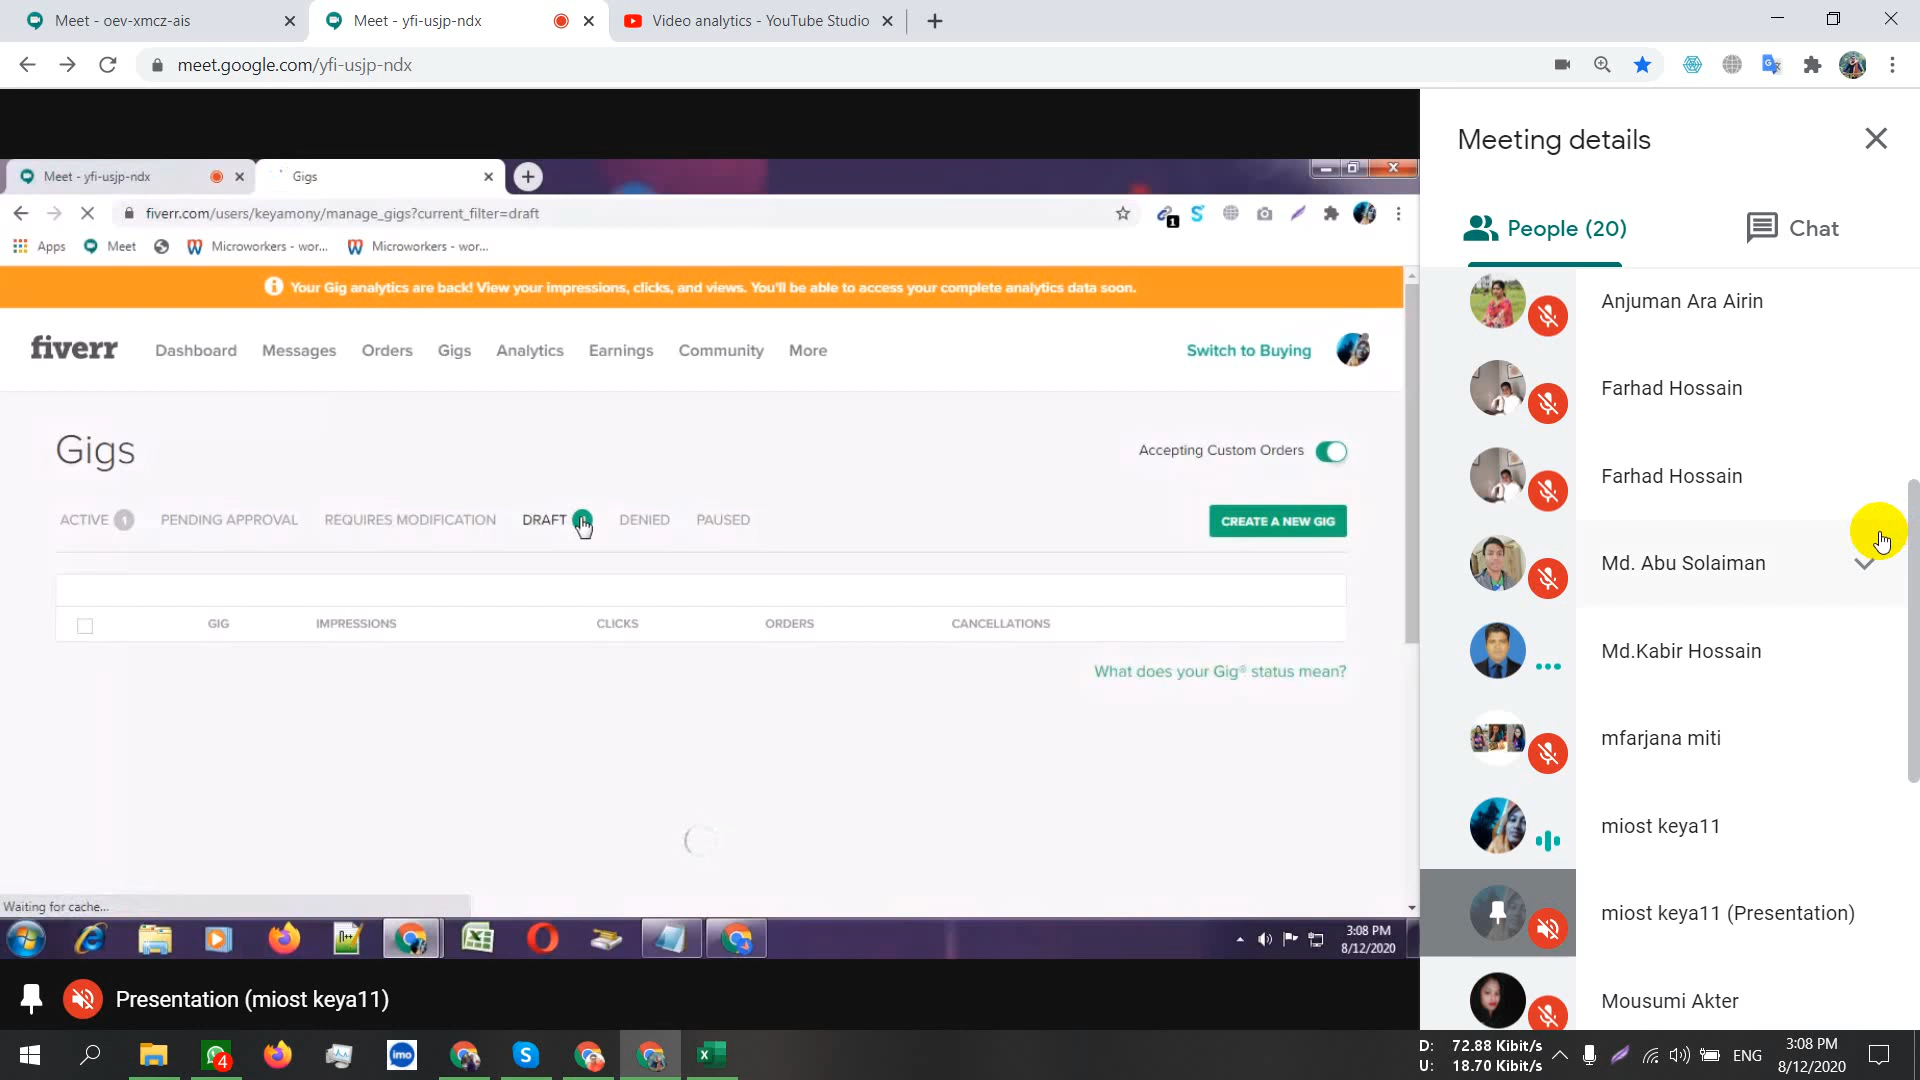 Meet - oev-xmcz-ais
Meet - yfi-usjp-ndx
Video analytics - YouTube Studio
meet.google.com/yfi-usjp-ndx
Meet - yfi-usjp-ndx
Gigs
fiverr.com/users/keyamony/manage_gigs?current_filter=draft
1
Apps
Meet
Microworkers - wor...
Microworkers - wor...
Your Gig analytics are back! View your impressions, clicks, and views. You'll be able to access your complete analytics data soon.
fiverr
Dashboard Messages Orders Gigs Analytics Earnings Community More
Switch to Buying
Gigs
Accepting Custom Orders
ACTIVE 1 PENDING APPROVAL REQUIRES MODIFICATION DRAFT DENIED PAUSED
CREATE A NEW GIG
GIG IMPRESSIONS CLICKS ORDERS CANCELLATIONS
What does your Gig® status mean?
Waiting for cache...
3:08 PM
8/12/2020
Presentation (miost keya11)
Meeting details
People (20)
Chat
Anjuman Ara Airin
Farhad Hossain
Farhad Hossain
Md. Abu Solaiman
Md.Kabir Hossain
mfarjana miti
miost keya11
miost keya11 (Presentation)
Mousumi Akter
4
imo
D: 72.88 Kibit/s
U: 18.70 Kibit/s
ENG
3:08 PM
8/12/2020